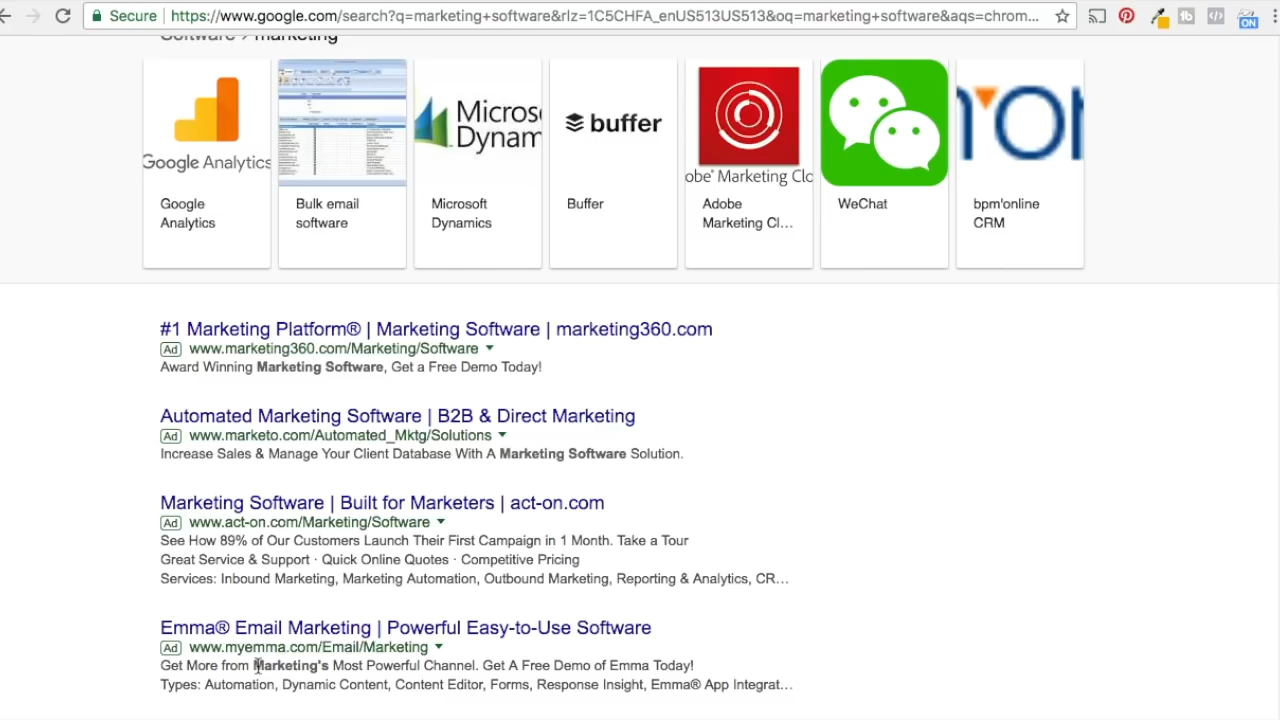 Secure | https://www.google.com/search?q=marketing+software&rlz=1C5CHFA_enUS513US513&oq=marketing+software&aqs=chrom...
ON
Software › marketing
Google Analytics
Microso
Dynam
buffer
obe® Marketing Clo
Google
Analytics
Bulk email
software
Microsoft
Dynamics
Buffer
Adobe
Marketing Cl...
WeChat
bpm'online
CRM
#1 Marketing Platform® | Marketing Software | marketing360.com
Ad www.marketing360.com/Marketing/Software
Award Winning Marketing Software, Get a Free Demo Today!
Automated Marketing Software | B2B & Direct Marketing
Ad www.marketo.com/Automated_Mktg/Solutions
Increase Sales & Manage Your Client Database With A Marketing Software Solution.
Marketing Software | Built for Marketers | act-on.com
Ad www.act-on.com/Marketing/Software
See How 89% of Our Customers Launch Their First Campaign in 1 Month. Take a Tour
Great Service & Support · Quick Online Quotes · Competitive Pricing
Services: Inbound Marketing, Marketing Automation, Outbound Marketing, Reporting & Analytics, CR...
Emma® Email Marketing | Powerful Easy-to-Use Software
Ad www.myemma.com/Email/Marketing
Get More from Marketing's Most Powerful Channel. Get A Free Demo of Emma Today!
Types: Automation, Dynamic Content, Content Editor, Forms, Response Insight, Emma® App Integrat...